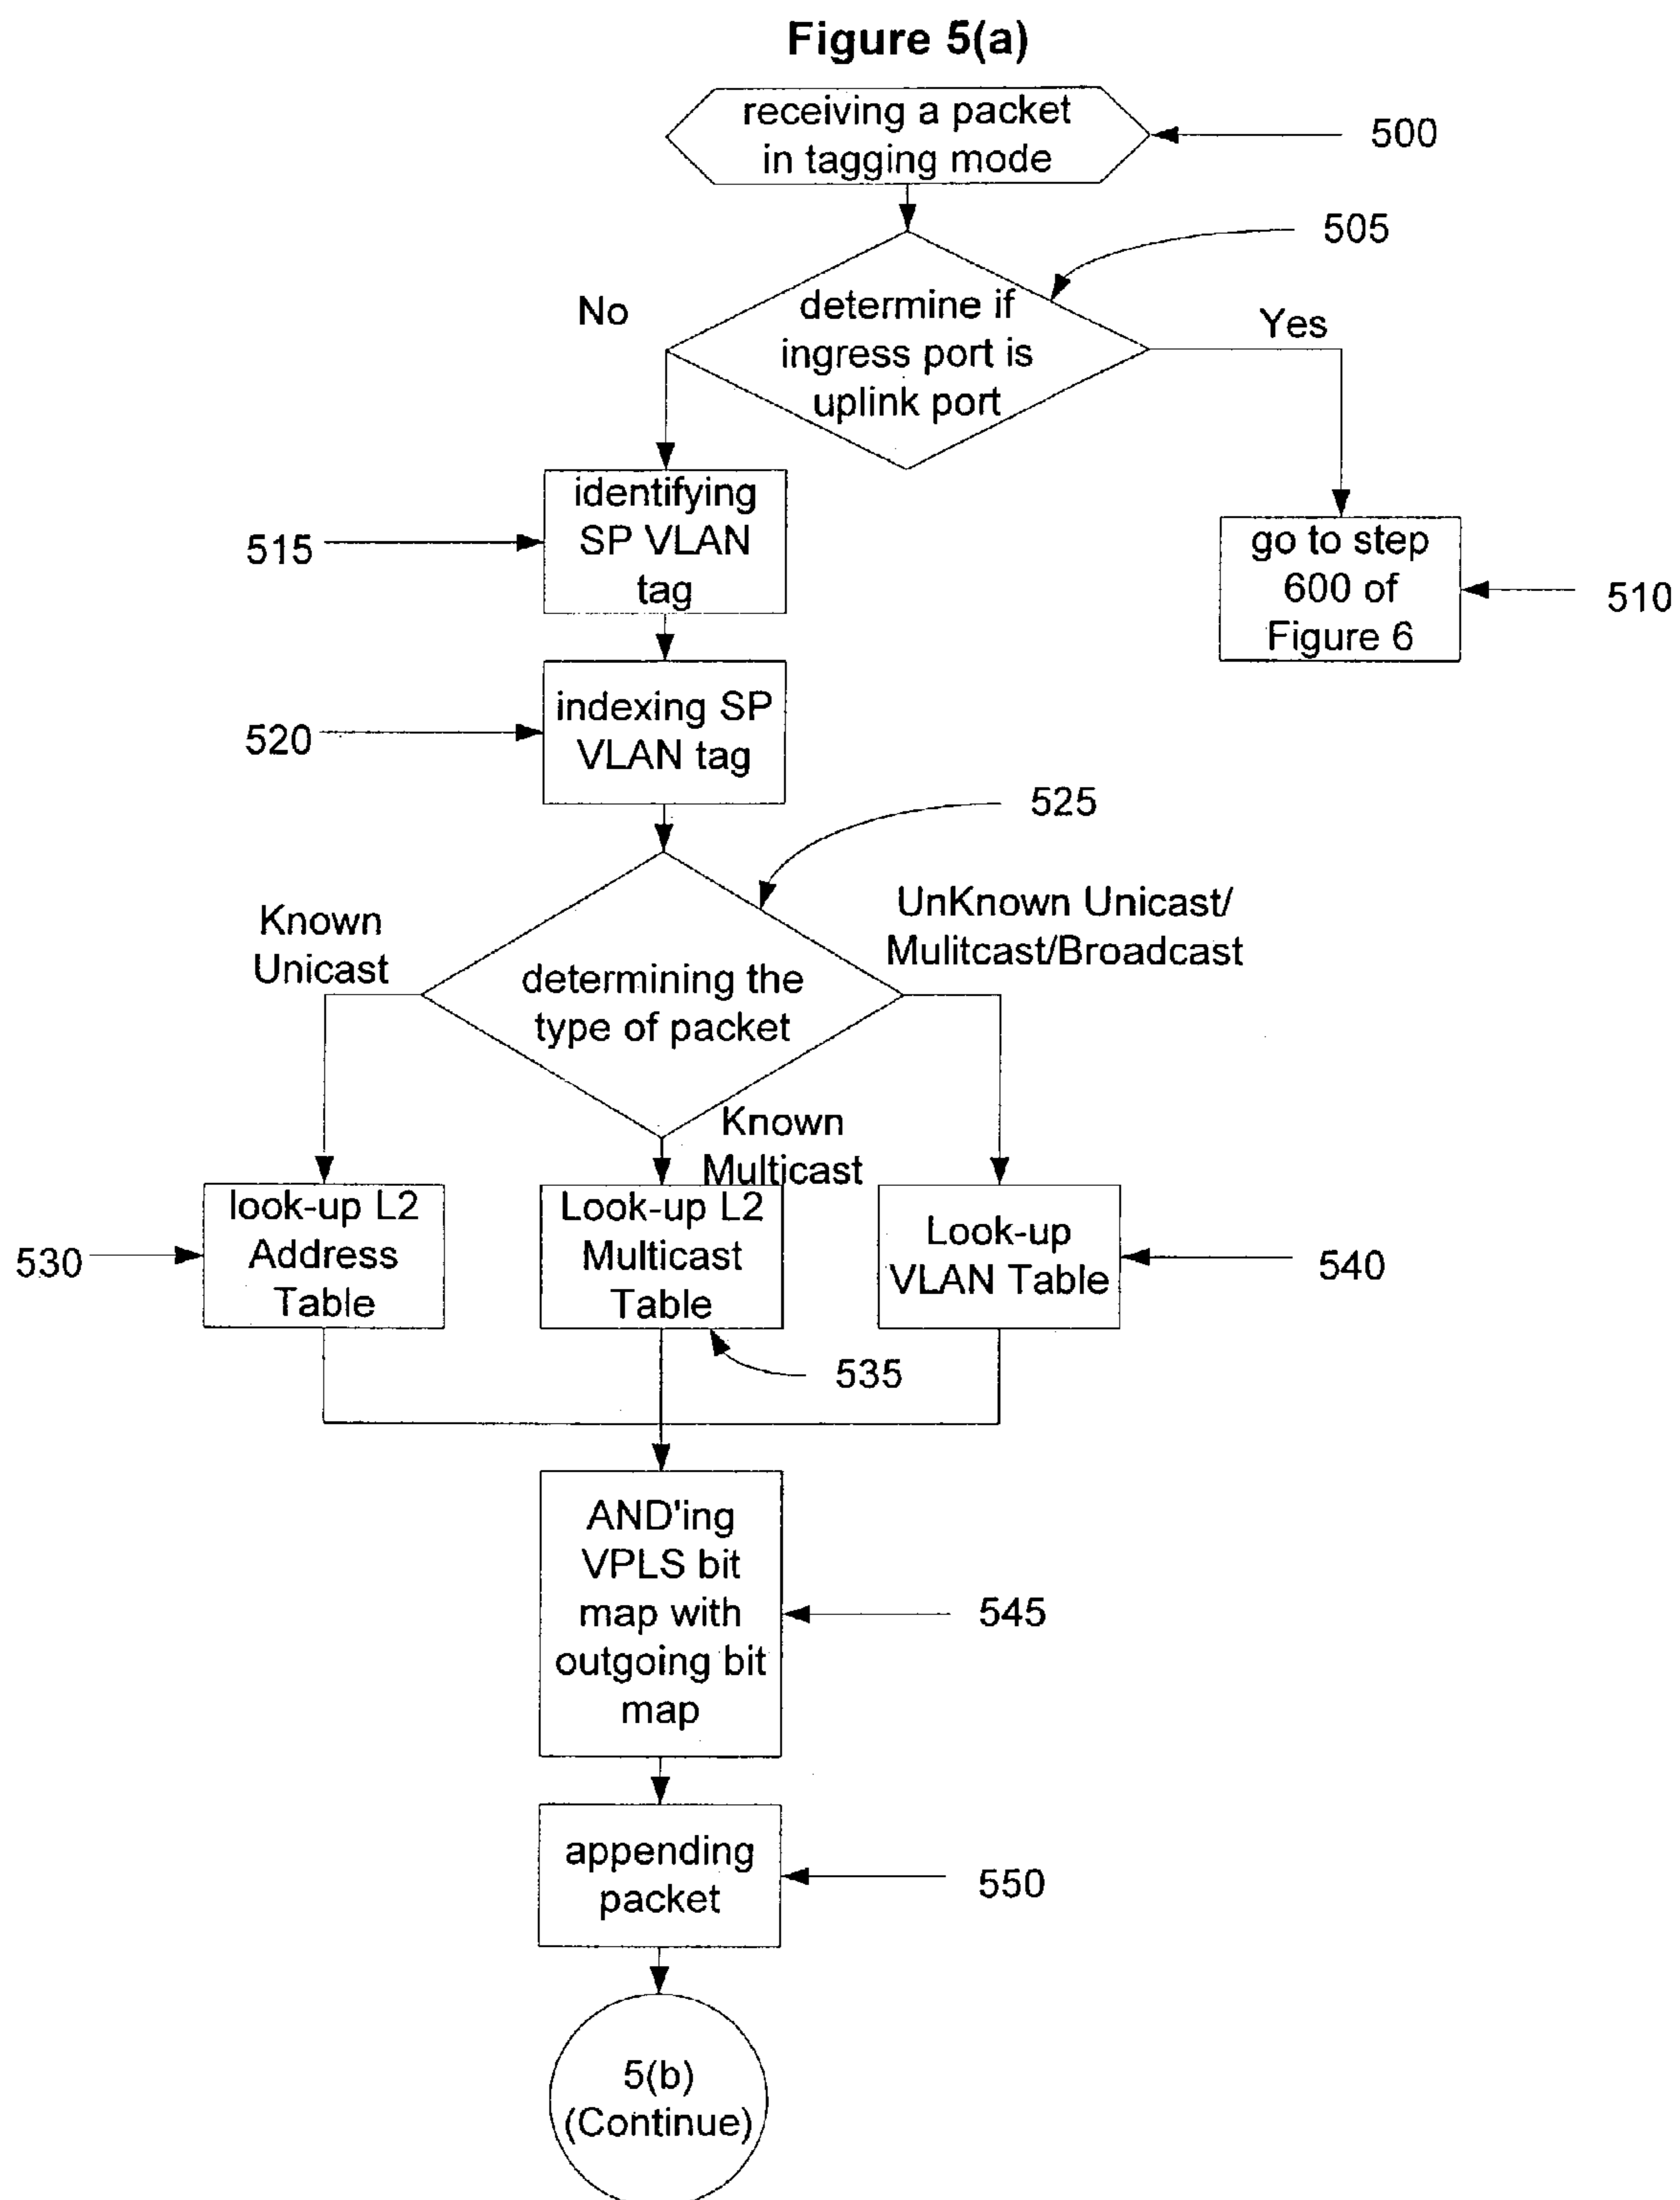 Figure 5(a)
receiving a packet
in tagging mode
500
505
No
determine if
ingress port is
uplink port
Yes
identifying
SP VLAN
tag
515
go to step
600 of
Figure 6
510
indexing SP
VLAN tag
520
525
Known
Unicast
UnKnown Unicast/
Mulitcast/Broadcast
determining the
type of packet
Known
Multicast
look-up L2
Address
Table
530
Look-up L2
Multicast
Table
535
Look-up
VLAN Table
540
AND'ing
VPLS bit
map with
outgoing bit
map
545
appending
packet
550
5(b)
(Continue)